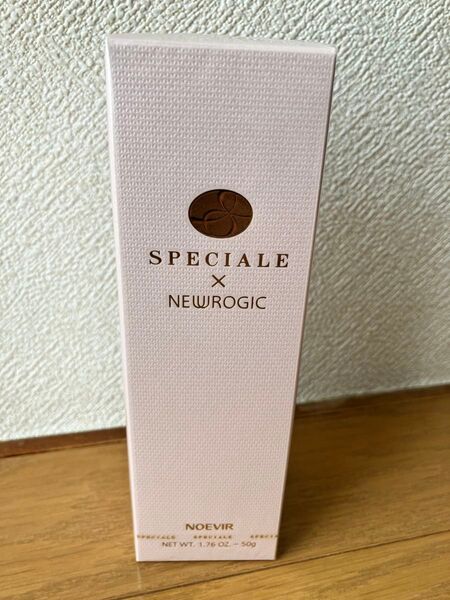 SPECIALE
×
NEWROGIC
NOEVIR
SPECIALE SPECIALE SPECIALE
NET WT. 1.76 OZ. - 50g